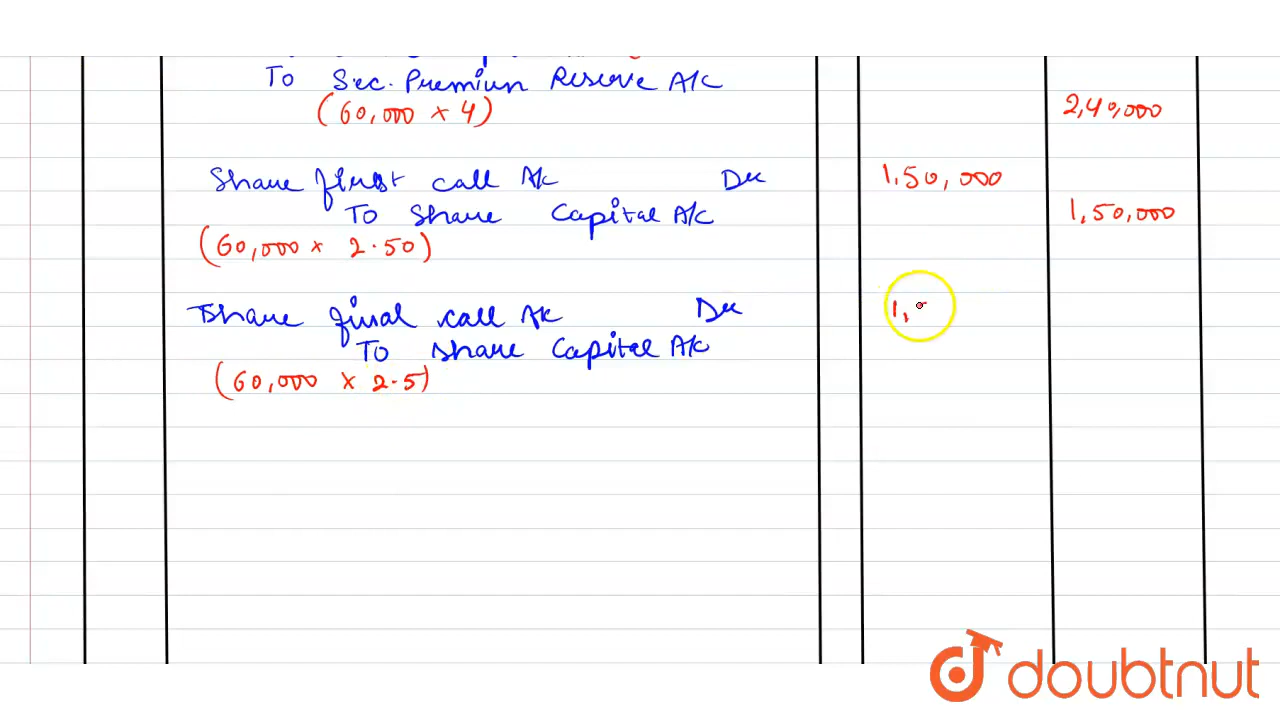 To Sec. Premium Reserve A/c
(60,000 × 4)
2,40,000
Share first call A/c Dr
1,50,000
To Share Capital A/c
1,50,000
(60,000 × 2.50)
Share final call A/c Dr
1,
To Share Capital A/c
(60,000 × 2.5)
doubtnut